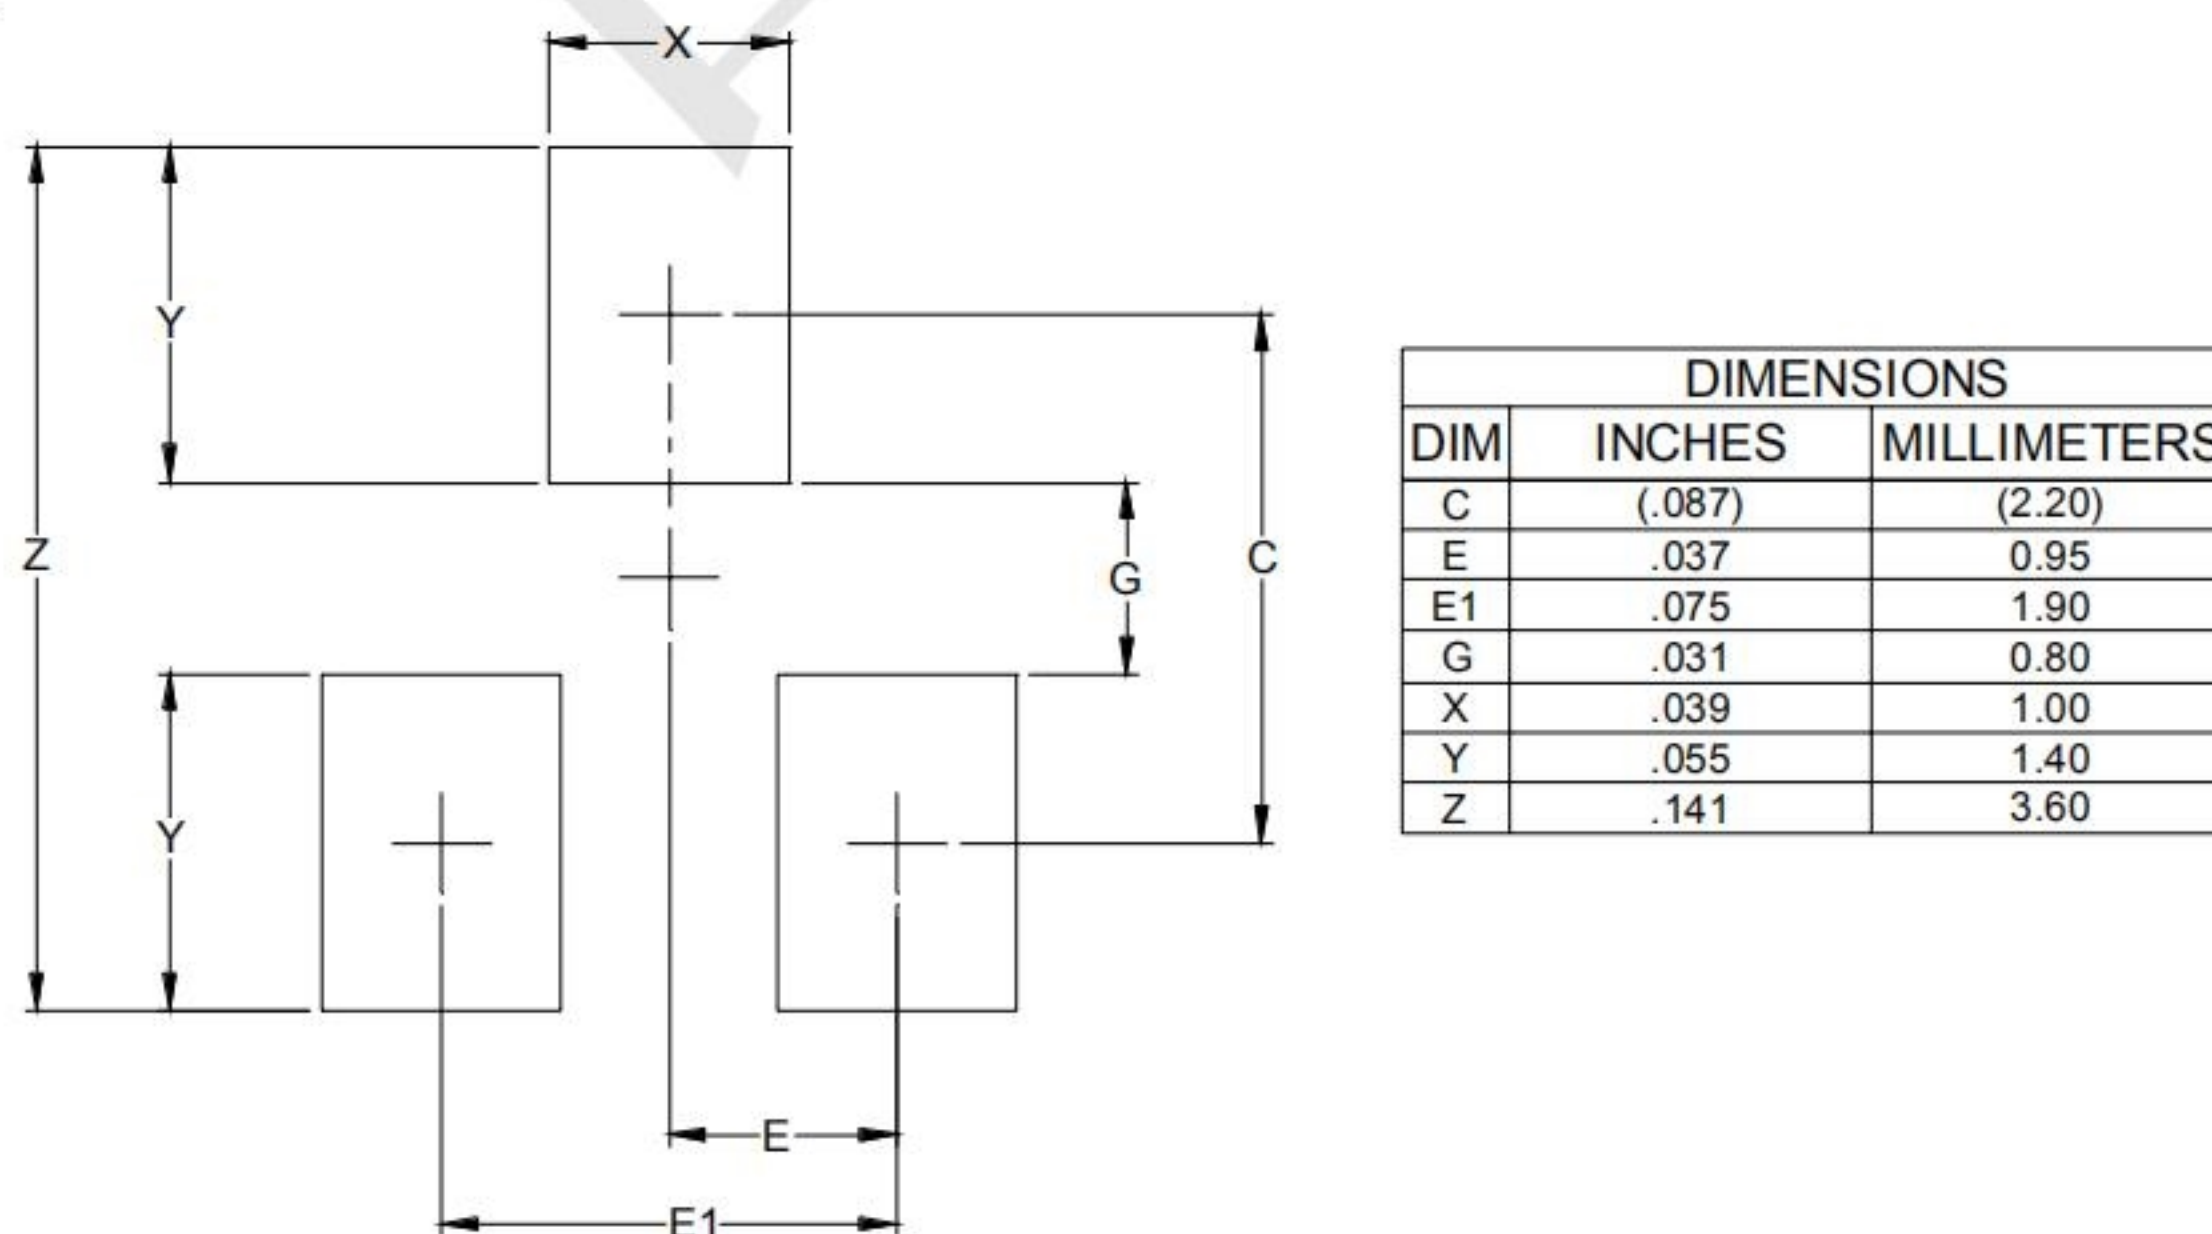 X
Y
Z
G
C
Y
E
E1
DIMENSIONS
DIM INCHES MILLIMETERS
C (.087) (2.20)
E .037 0.95
E1 .075 1.90
G .031 0.80
X .039 1.00
Y .055 1.40
Z .141 3.60